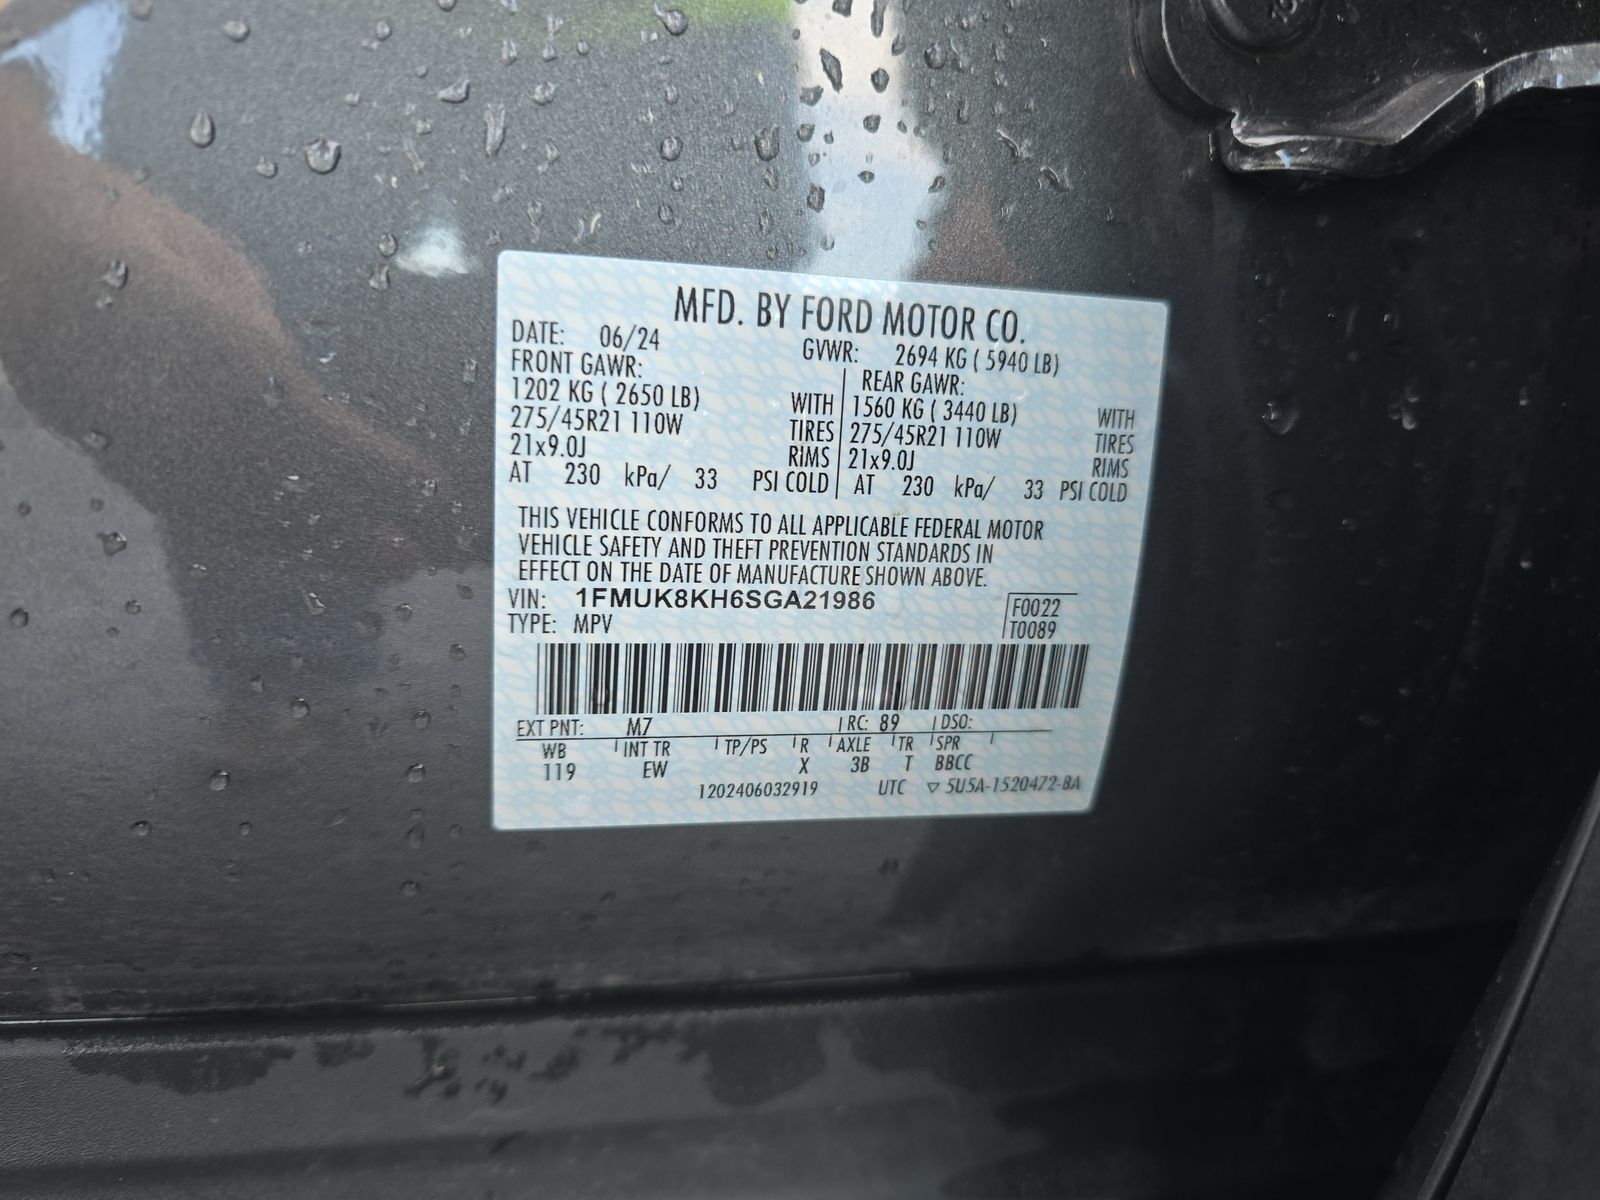 MFD. BY FORD MOTOR CO.
DATE: 06/24 GVWR: 2694 KG ( 5940 LB)
FRONT GAWR: REAR GAWR:
1202 KG ( 2650 LB) WITH 1560 KG ( 3440 LB) WITH
275/45R21 110W TIRES 275/45R21 110W TIRES
21x9.0J RIMS 21x9.0J RIMS
AT 230 kPa/ 33 PSI COLD AT 230 kPa/ 33 PSI COLD
THIS VEHICLE CONFORMS TO ALL APPLICABLE FEDERAL MOTOR
VEHICLE SAFETY AND THEFT PREVENTION STANDARDS IN
EFFECT ON THE DATE OF MANUFACTURE SHOWN ABOVE.
VIN: 1FMUK8KH6SGA21986 F0022
TYPE: MPV T0089
EXT PNT: M7 RC: 89 DSO:
WB INT TR TP/PS R AXLE TR SPR
119 EW X 3B T BBCC
1202406032919 UTC ▽ 5U5A-1520472-BA